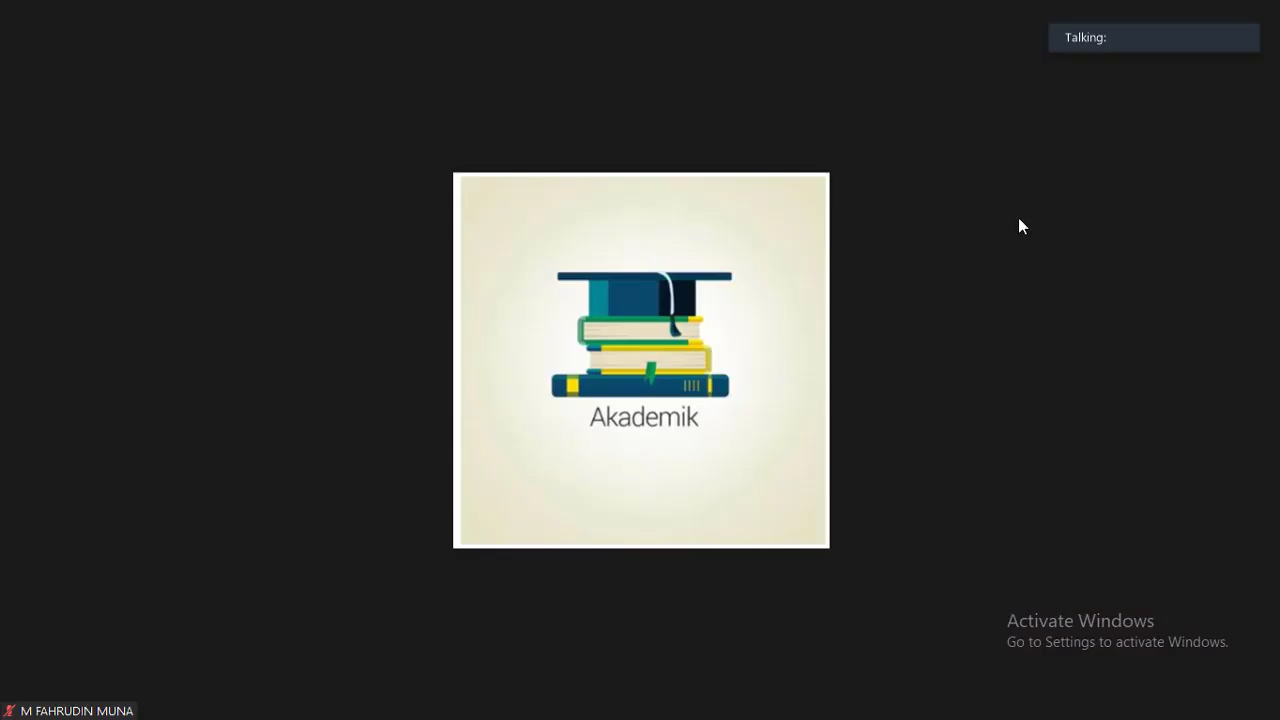 Talking:
Akademik
Activate Windows
Go to Settings to activate Windows.
M FAHRUDIN MUNA